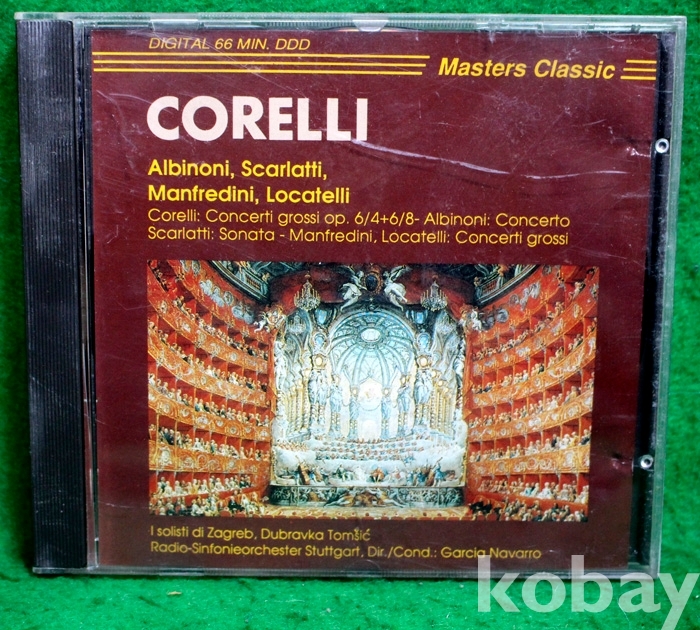 DIGITAL 66 MIN. DDD
Masters Classic
CORELLI
Albinoni, Scarlatti,
Manfredini, Locatelli
Corelli: Concerti grossi op. 6/4+6/8- Albinoni: Concerto
Scarlatti: Sonata - Manfredini, Locatelli: Concerti grossi
I solisti di Zagreb, Dubravka Tomšić
Radio-Sinfonieorchester Stuttgart, Dir./Cond.: Garcia Navarro
kobay